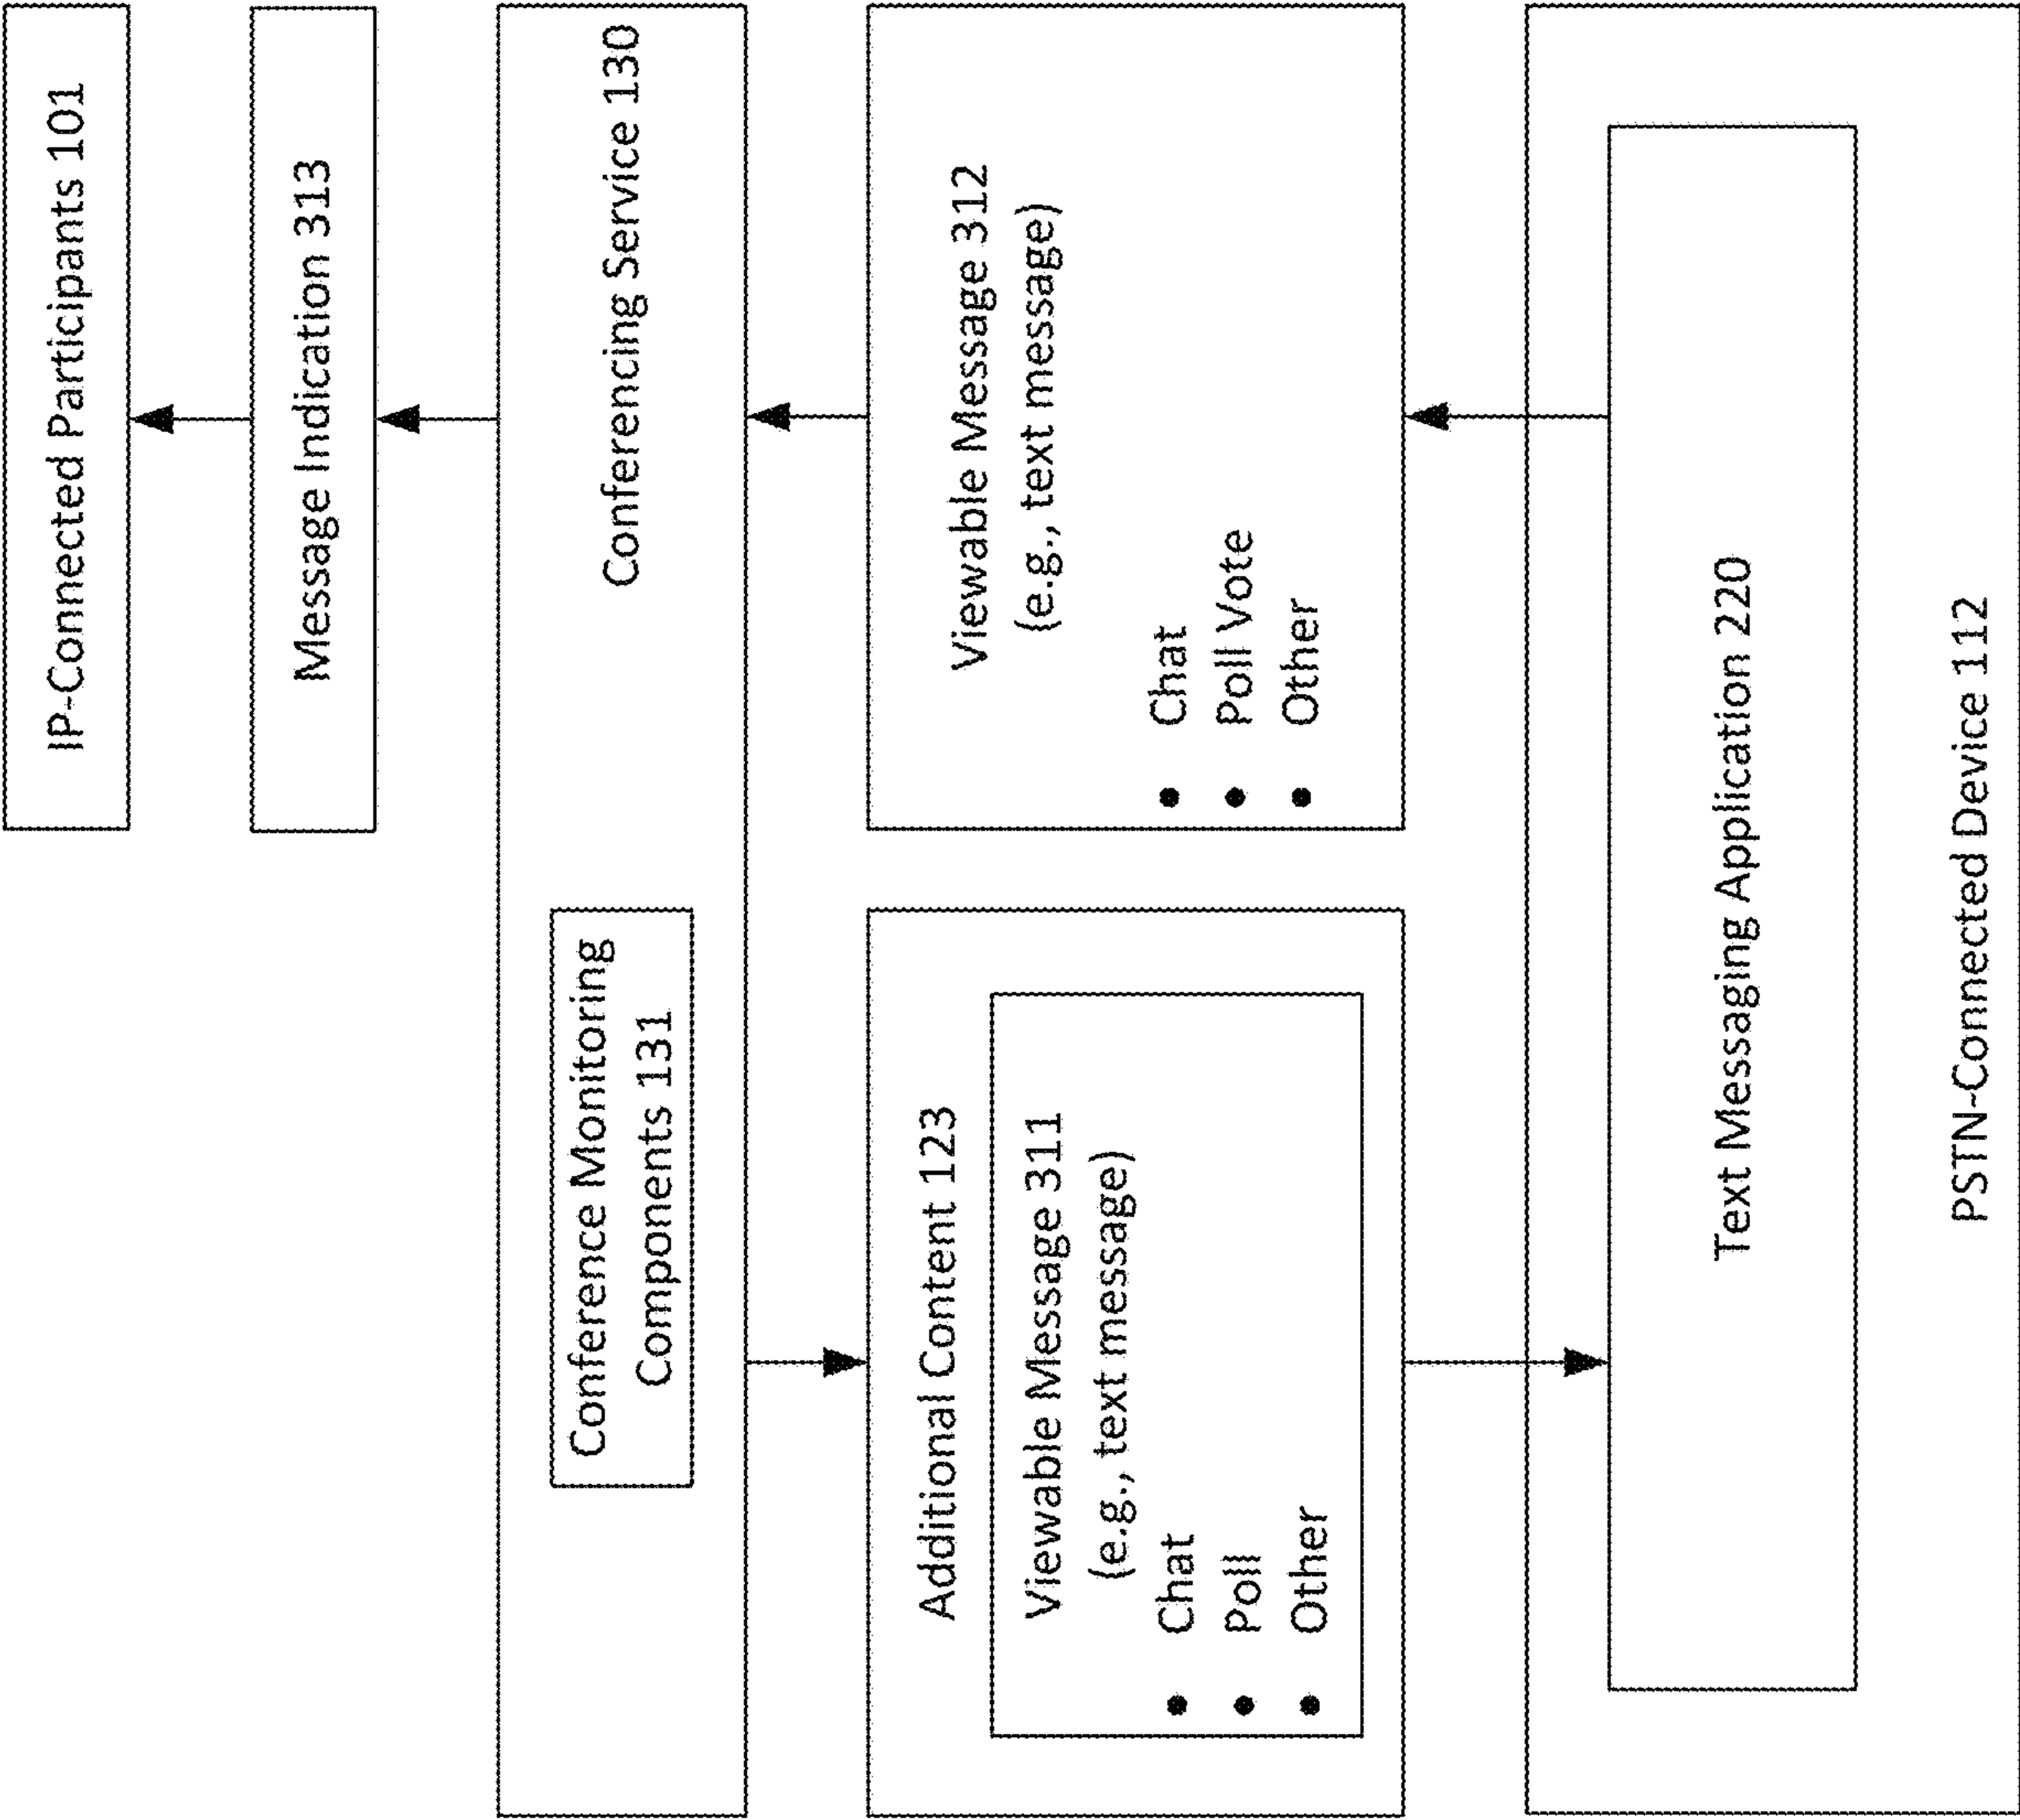 IP-Connected Participants 101
Message Indication 313
Conferencing Service 130
Conference Monitoring
Components 131
Additional Content 123
Viewable Message 311
(e.g., text message)
• Chat
• Poll
• Other
Viewable Message 312
(e.g., text message)
• Chat
• Poll Vote
• Other
Text Messaging Application 220
PSTN-Connected Device 112